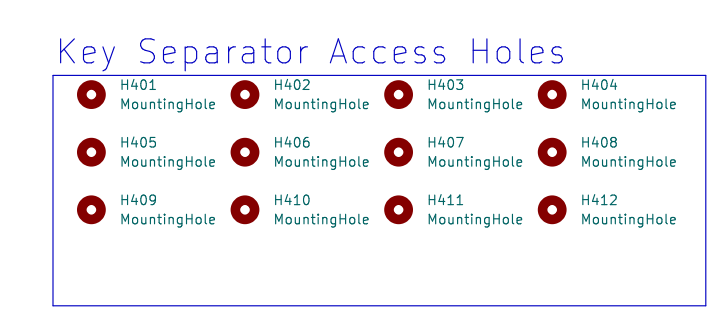 Key Separator Access Holes
H401
MountingHole
H402
MountingHole
H403
MountingHole
H404
MountingHole
H405
MountingHole
H406
MountingHole
H407
MountingHole
H408
MountingHole
H409
MountingHole
H410
MountingHole
H411
MountingHole
H412
MountingHole